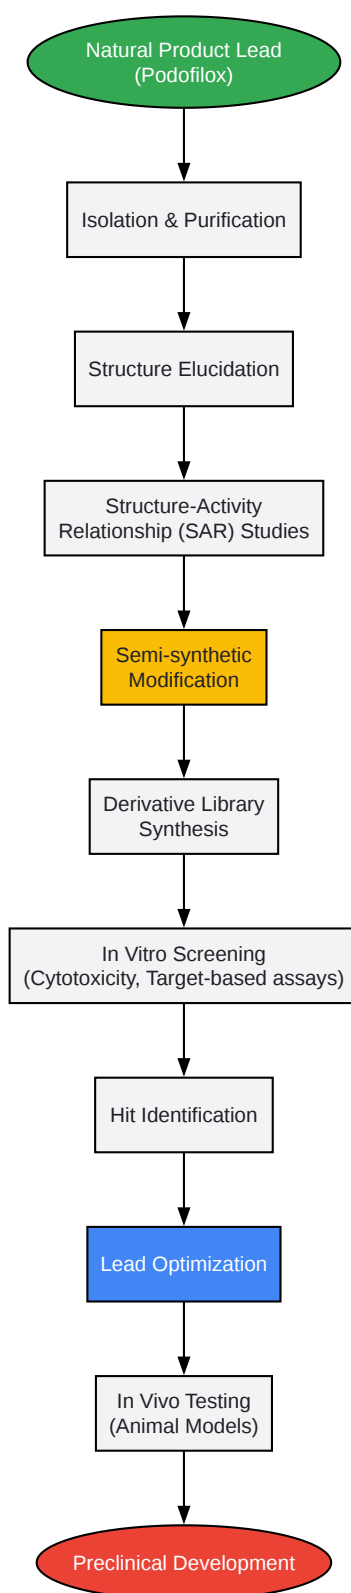 Natural Product Lead
(Podofilox)
Isolation & Purification
Structure Elucidation
Structure-Activity
Relationship (SAR) Studies
Semi-synthetic
Modification
Derivative Library
Synthesis
In Vitro Screening
(Cytotoxicity, Target-based assays)
Hit Identification
Lead Optimization
In Vivo Testing
(Animal Models)
Preclinical Development